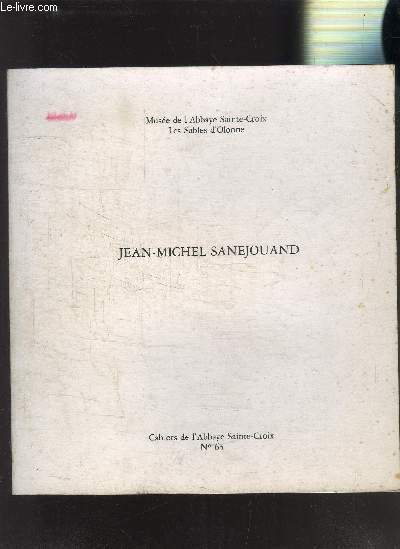 Le-livre.com
Musée de l'Abbaye Sainte-Croix
Les Sables d'Olonne
JEAN-MICHEL SANEJOUAND
Cahiers de l'Abbaye Sainte-Croix
N°